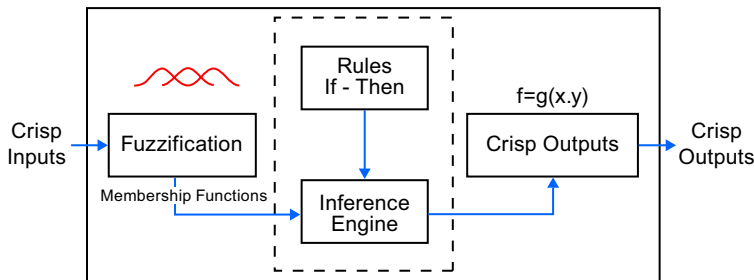 Crisp
Inputs
Fuzzification
Membership Functions
Rules
If - Then
Inference
Engine
f=g(x.y)
Crisp Outputs
Crisp
Outputs